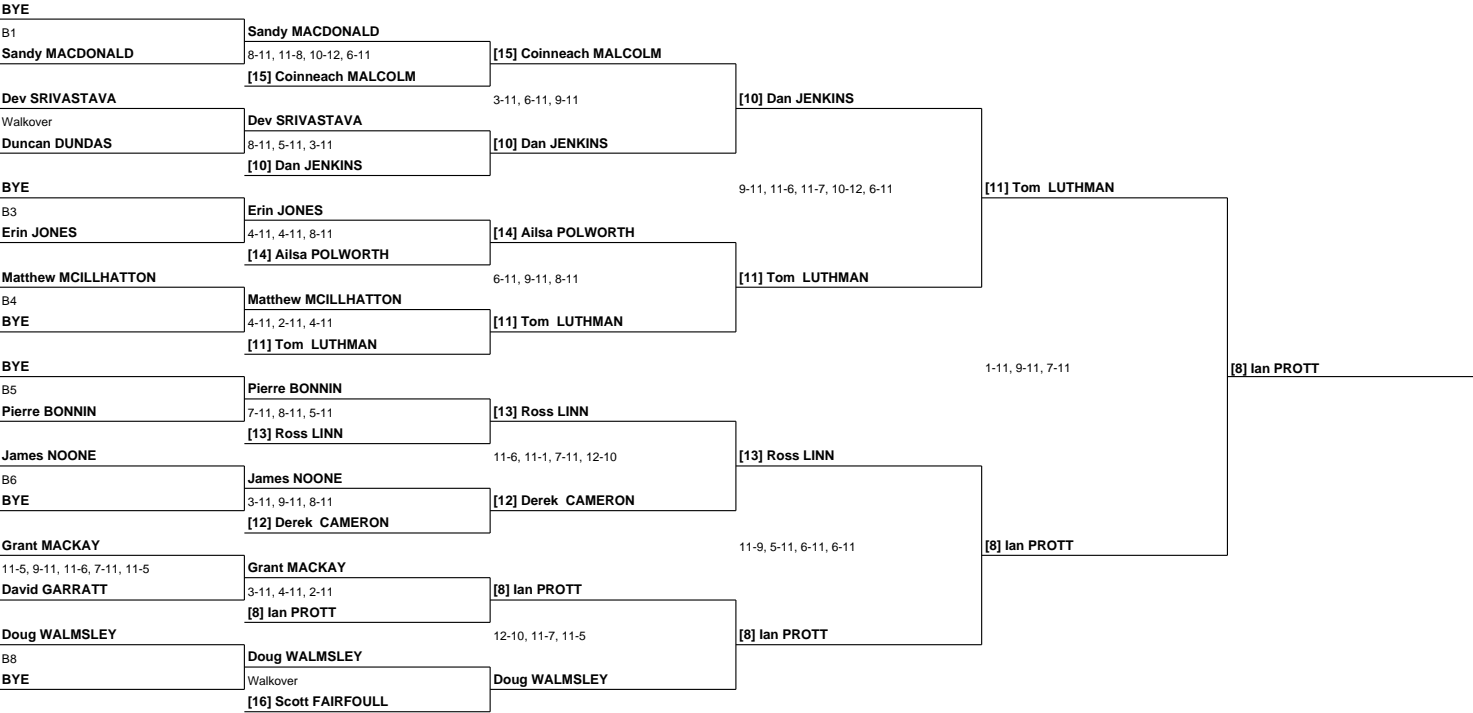 BYE
B1
Sandy MACDONALD
Dev SRIVASTAVA
Walkover
Duncan DUNDAS
BYE
B3
Erin JONES
Matthew MCILLHATTON
B4
BYE
BYE
B5
Pierre BONNIN
James NOONE
B6
BYE
Grant MACKAY
11-5, 9-11, 11-6, 7-11, 11-5
David GARRATT
Doug WALMSLEY
B8
BYE
Sandy MACDONALD
8-11, 11-8, 10-12, 6-11
[15] Coinneach MALCOLM
Dev SRIVASTAVA
8-11, 5-11, 3-11
[10] Dan JENKINS
Erin JONES
4-11, 4-11, 8-11
[14] Ailsa POLWORTH
Matthew MCILLHATTON
4-11, 2-11, 4-11
[11] Tom  LUTHMAN
Pierre BONNIN
7-11, 8-11, 5-11
[13] Ross LINN
James NOONE
3-11, 9-11, 8-11
[12] Derek  CAMERON
Grant MACKAY
3-11, 4-11, 2-11
[8] Ian PROTT
Doug WALMSLEY
Walkover
[16] Scott FAIRFOULL
[15] Coinneach MALCOLM
3-11, 6-11, 9-11
[10] Dan JENKINS
[14] Ailsa POLWORTH
6-11, 9-11, 8-11
[11] Tom  LUTHMAN
[13] Ross LINN
11-6, 11-1, 7-11, 12-10
[12] Derek  CAMERON
[8] Ian PROTT
12-10, 11-7, 11-5
Doug WALMSLEY
[10] Dan JENKINS
9-11, 11-6, 11-7, 10-12, 6-11
[11] Tom  LUTHMAN
[13] Ross LINN
11-9, 5-11, 6-11, 6-11
[8] Ian PROTT
[11] Tom  LUTHMAN
1-11, 9-11, 7-11
[8] Ian PROTT
[8] Ian PROTT